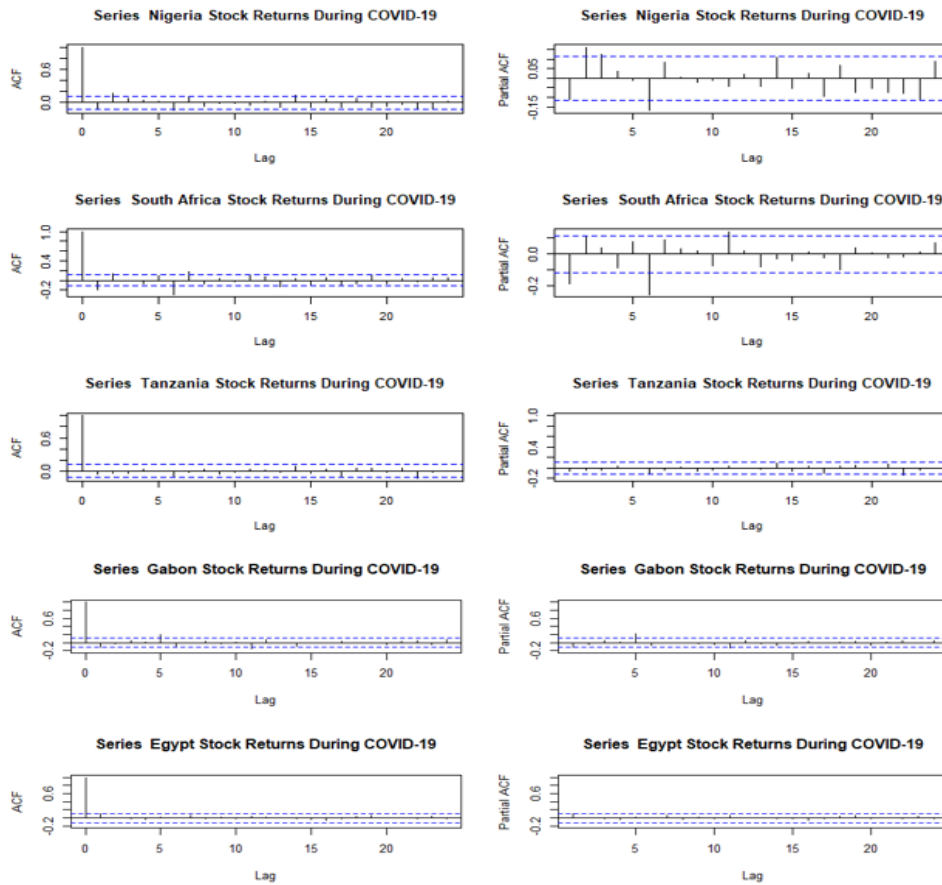 Series Nigeria Stock Returns During COVID-19
ACF
0.0 0.6
0 5 10 15 20
Lag
Series Nigeria Stock Returns During COVID-19
Partial ACF
-0.15 0.05
5 10 15 20
Lag
Series South Africa Stock Returns During COVID-19
ACF
-0.2 0.4 1.0
0 5 10 15 20
Lag
Series South Africa Stock Returns During COVID-19
Partial ACF
-0.2 0.0
5 10 15 20
Lag
Series Tanzania Stock Returns During COVID-19
ACF
0.0 0.6
0 5 10 15 20
Lag
Series Tanzania Stock Returns During COVID-19
Partial ACF
-0.2 0.4 1.0
5 10 15 20
Lag
Series Gabon Stock Returns During COVID-19
ACF
-0.2 0.6
0 5 10 15 20
Lag
Series Gabon Stock Returns During COVID-19
Partial ACF
-0.2 0.6
5 10 15 20
Lag
Series Egypt Stock Returns During COVID-19
ACF
-0.2 0.6
0 5 10 15 20
Lag
Series Egypt Stock Returns During COVID-19
Partial ACF
-0.2 0.6
5 10 15 20
Lag